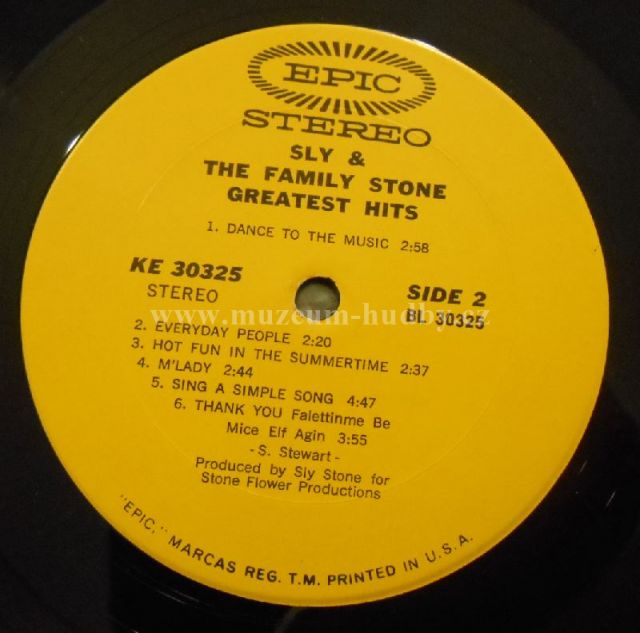 EPIC
STEREO
SLY &
THE FAMILY STONE
GREATEST HITS
1. DANCE TO THE MUSIC 2:58
KE 30325
STEREO
SIDE 2
BL 30325
www.muzeum-hudby.cz
2. EVERYDAY PEOPLE 2:20
3. HOT FUN IN THE SUMMERTIME 2:37
4. M'LADY 2:44
5. SING A SIMPLE SONG 4:47
6. THANK YOU Falettinme Be
Mice Elf Agin 3:55
- S. Stewart -
Produced by Sly Stone for
Stone Flower Productions
"EPIC," MARCAS REG. T.M. PRINTED IN U.S.A.